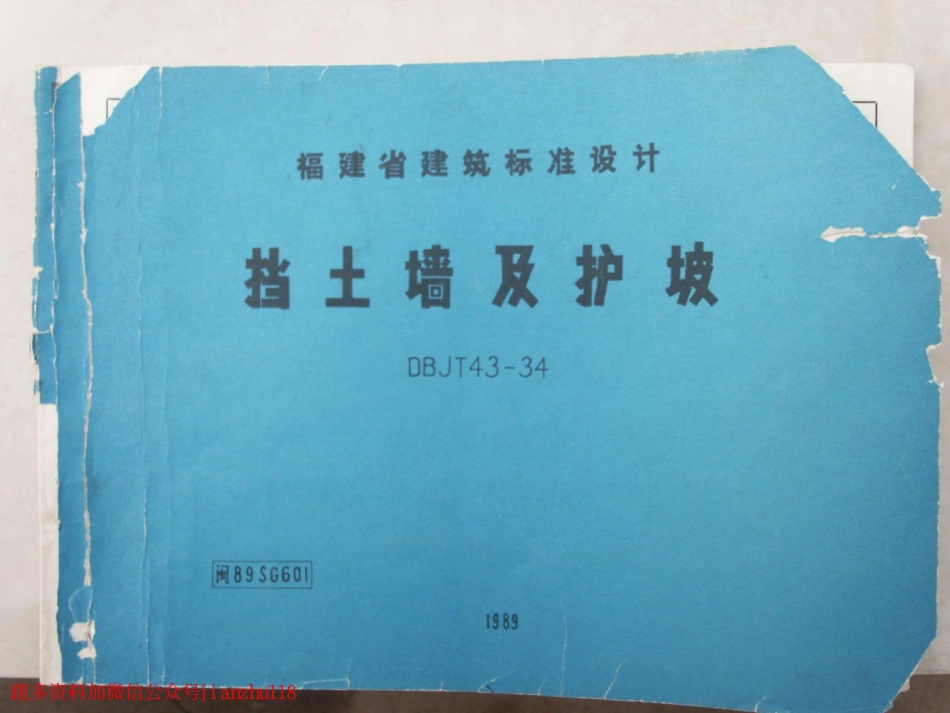 福建省建筑标准设计
挡土墙及护坡
DBJT43-34
闽89SG601
1989
更多资料加微信公众号jianzhu118